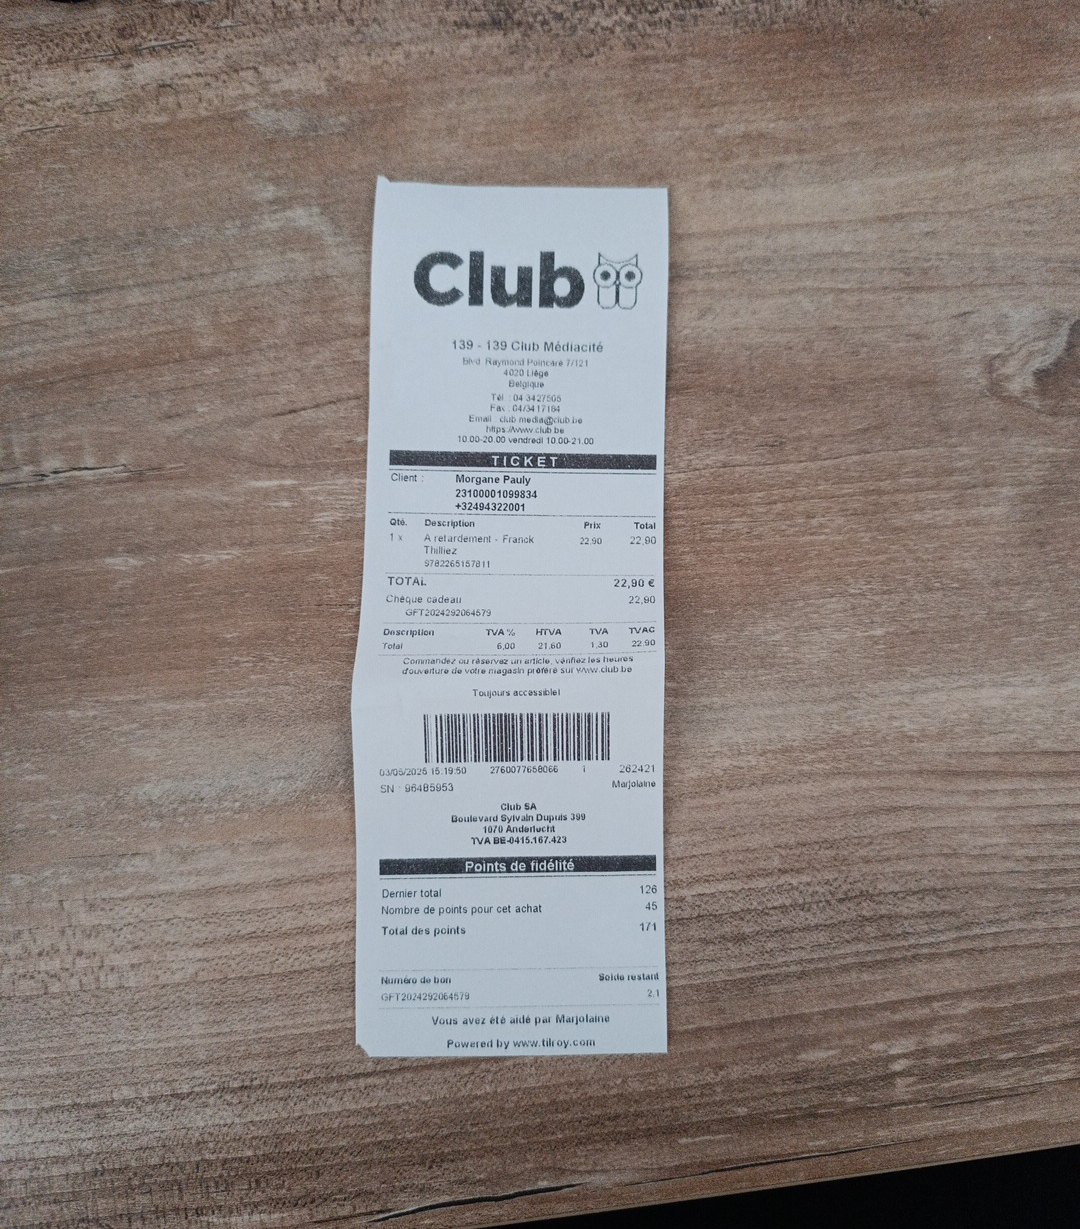 Club
139 - 139 Club Médiacité
Blvd. Raymond Poincaré 7/121
4020 Liège
Belgique
Tél : 04 3427505
Fax : 04/3417184
Email : club.media@club.be
https://www.club.be
10.00-20.00 vendredi 10.00-21.00
TICKET
Client : Morgane Pauly
23100001099834
+32494322001
Qté. Description Prix Total
1 x A retardement - Franck 22,90 22,90
Thilliez
9782265157811
TOTAL 22,90 €
Chèque cadeau 22,90
GFT2024292064579
Description TVA % HTVA TVA TVAC
Total 6,00 21,60 1,30 22,90
Commandez ou réservez un article, vérifiez les heures
d'ouverture de votre magasin préféré sur www.club.be
Toujours accessible!
15:19:50 2760077658066 1 262421
SN : 96485953 Marjolaine
Club SA
Boulevard Sylvain Dupuis 399
1070 Anderlecht
TVA BE-0415.167.423
Points de fidélité
Dernier total 126
Nombre de points pour cet achat 45
Total des points 171
Numéro de bon Solde restant
GFT2024292064579 2,1
Vous avez été aidé par Marjolaine
Powered by www.tilroy.com